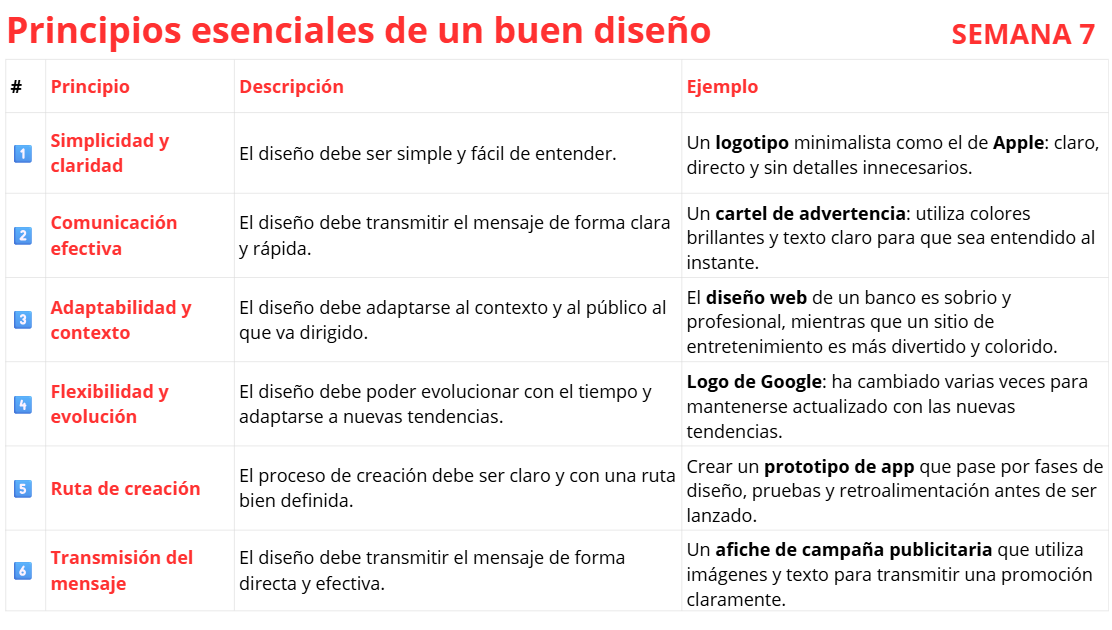 Principios esenciales de un buen diseño
SEMANA 7
# Principio Descripción Ejemplo
1
Simplicidad y
claridad
El diseño debe ser simple y fácil de entender.
Un logotipo minimalista como el de Apple: claro,
directo y sin detalles innecesarios.
2
Comunicación
efectiva
El diseño debe transmitir el mensaje de forma clara
y rápida.
Un cartel de advertencia: utiliza colores
brillantes y texto claro para que sea entendido al
instante.
3
Adaptabilidad y
contexto
El diseño debe adaptarse al contexto y al público al
que va dirigido.
El diseño web de un banco es sobrio y
profesional, mientras que un sitio de
entretenimiento es más divertido y colorido.
4
Flexibilidad y
evolución
El diseño debe poder evolucionar con el tiempo y
adaptarse a nuevas tendencias.
Logo de Google: ha cambiado varias veces para
mantenerse actualizado con las nuevas
tendencias.
5
Ruta de creación
El proceso de creación debe ser claro y con una ruta
bien definida.
Crear un prototipo de app que pase por fases de
diseño, pruebas y retroalimentación antes de ser
lanzado.
6
Transmisión del
mensaje
El diseño debe transmitir el mensaje de forma
directa y efectiva.
Un afiche de campaña publicitaria que utiliza
imágenes y texto para transmitir una promoción
claramente.